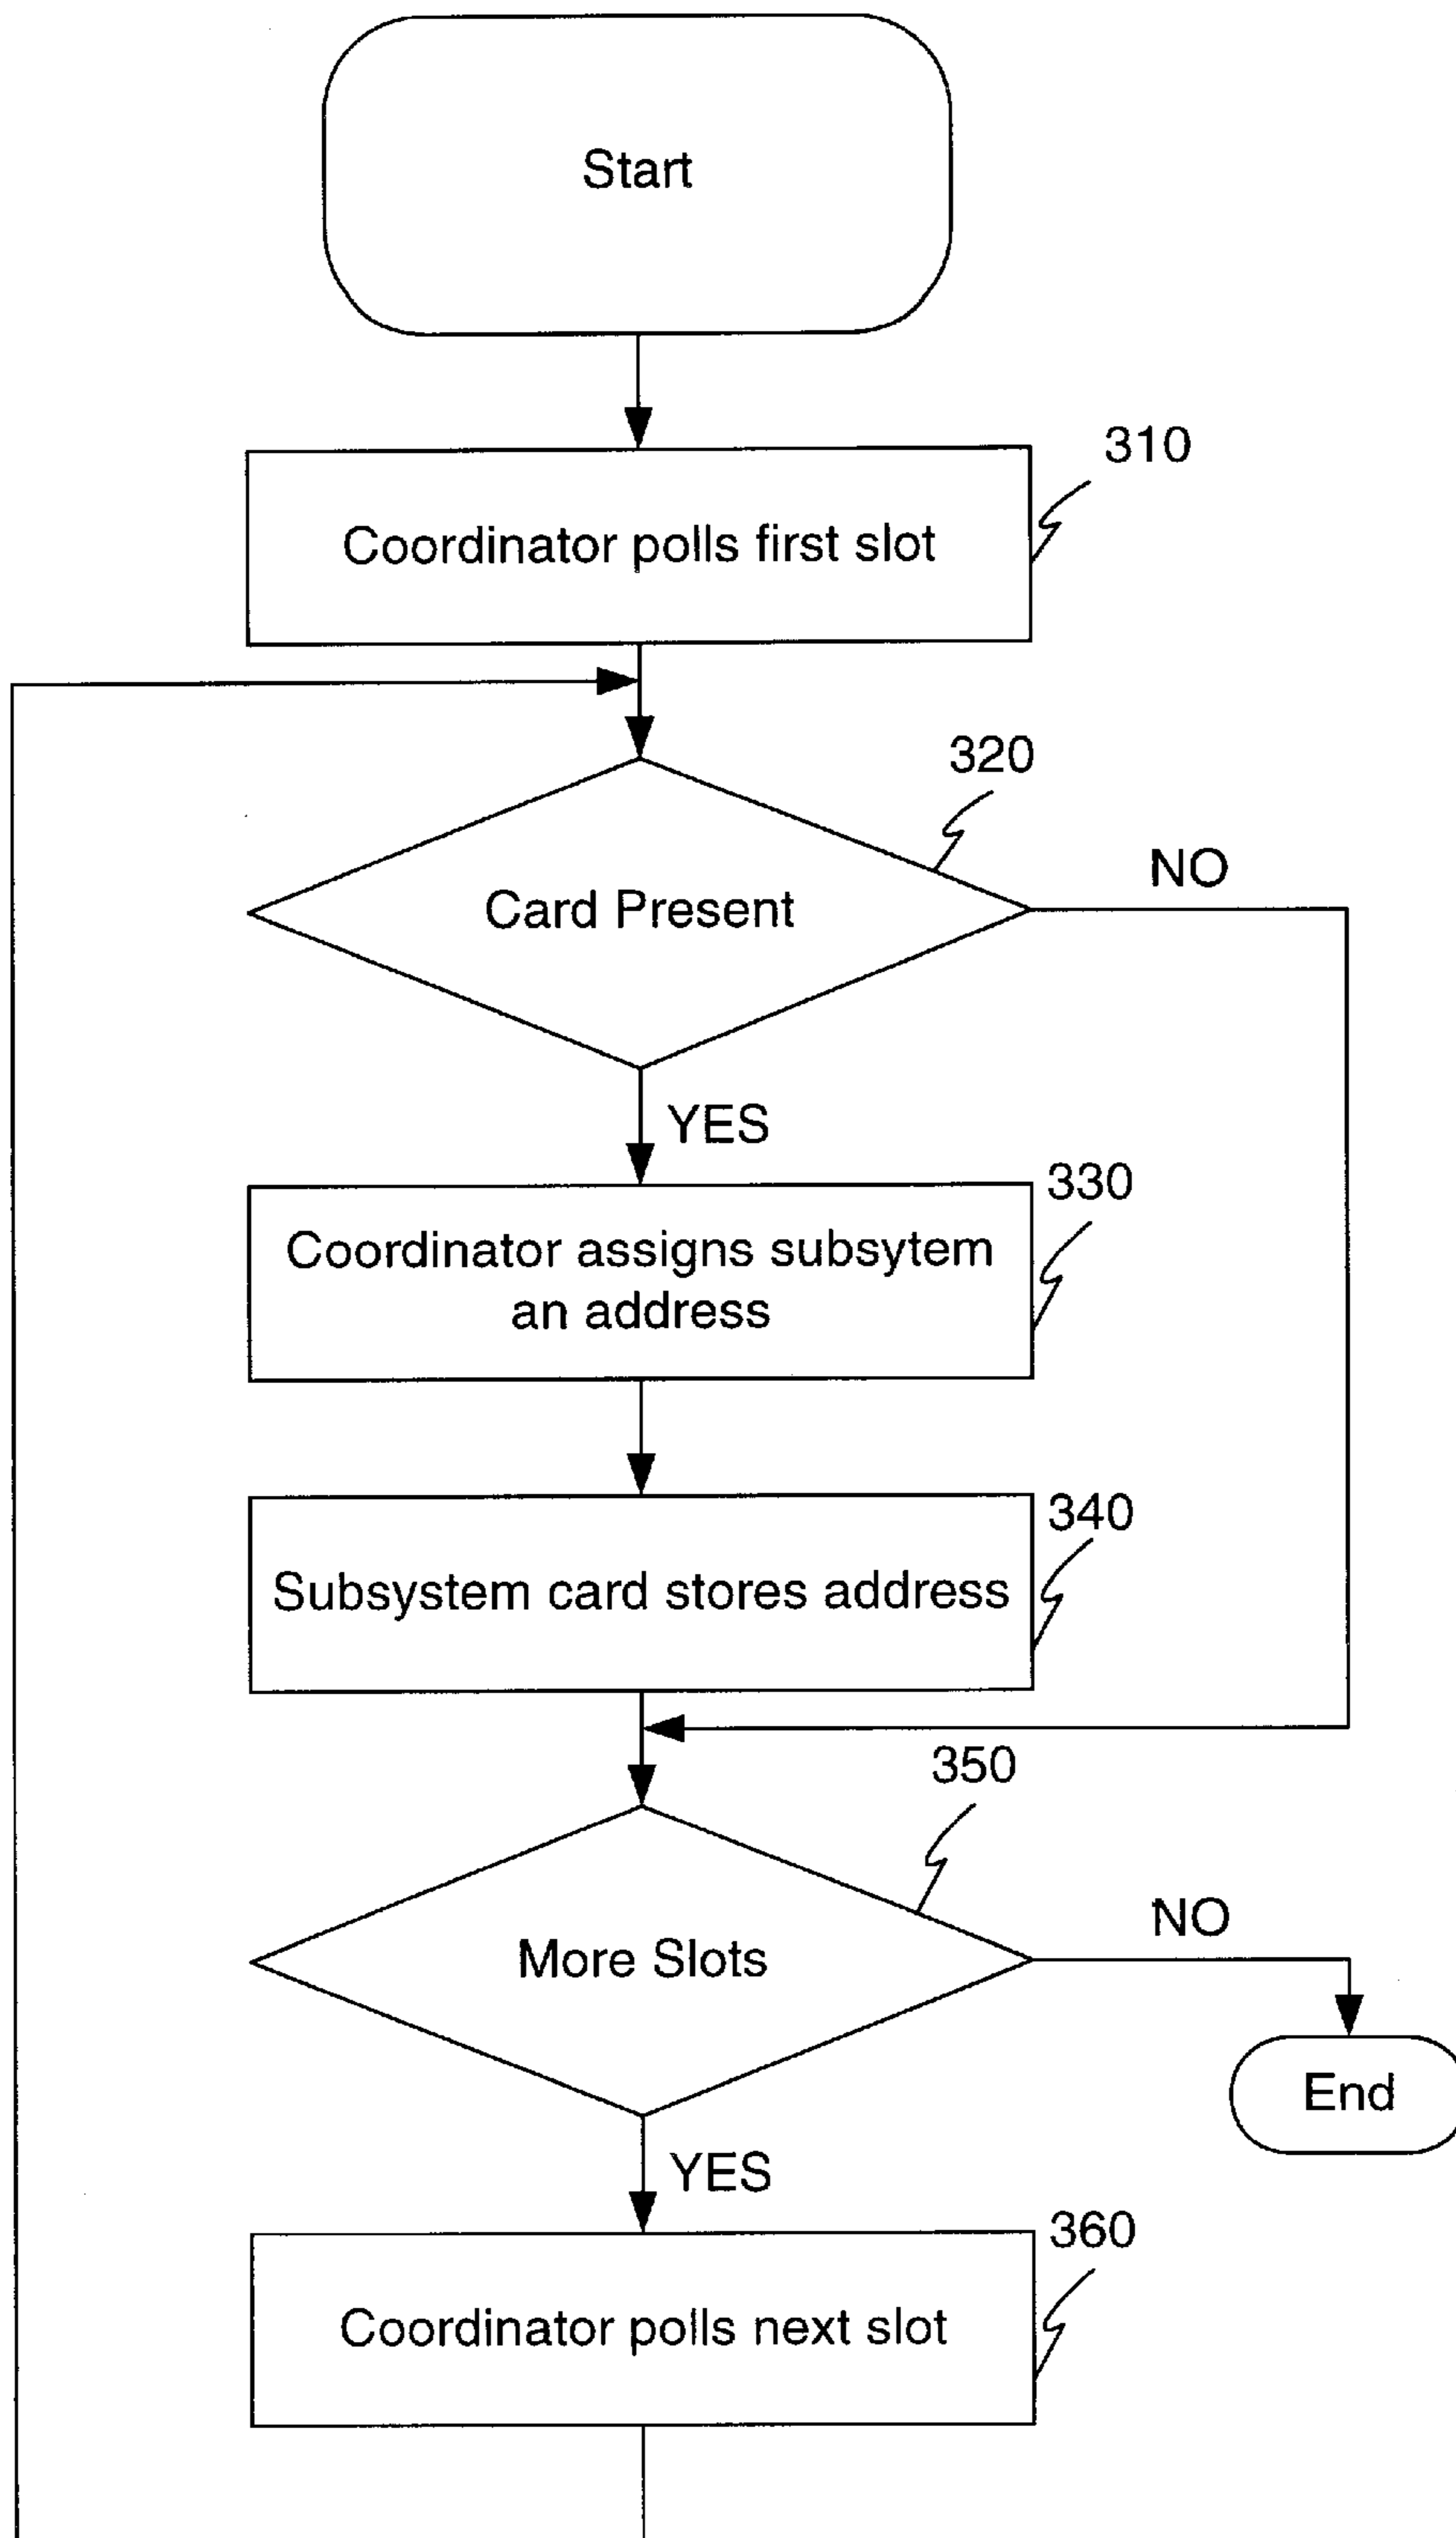 Start
310
Coordinator polls first slot
320
NO
Card Present
YES
330
Coordinator assigns subsytem
an address
340
Subsystem card stores address
350
NO
More Slots
End
YES
360
Coordinator polls next slot